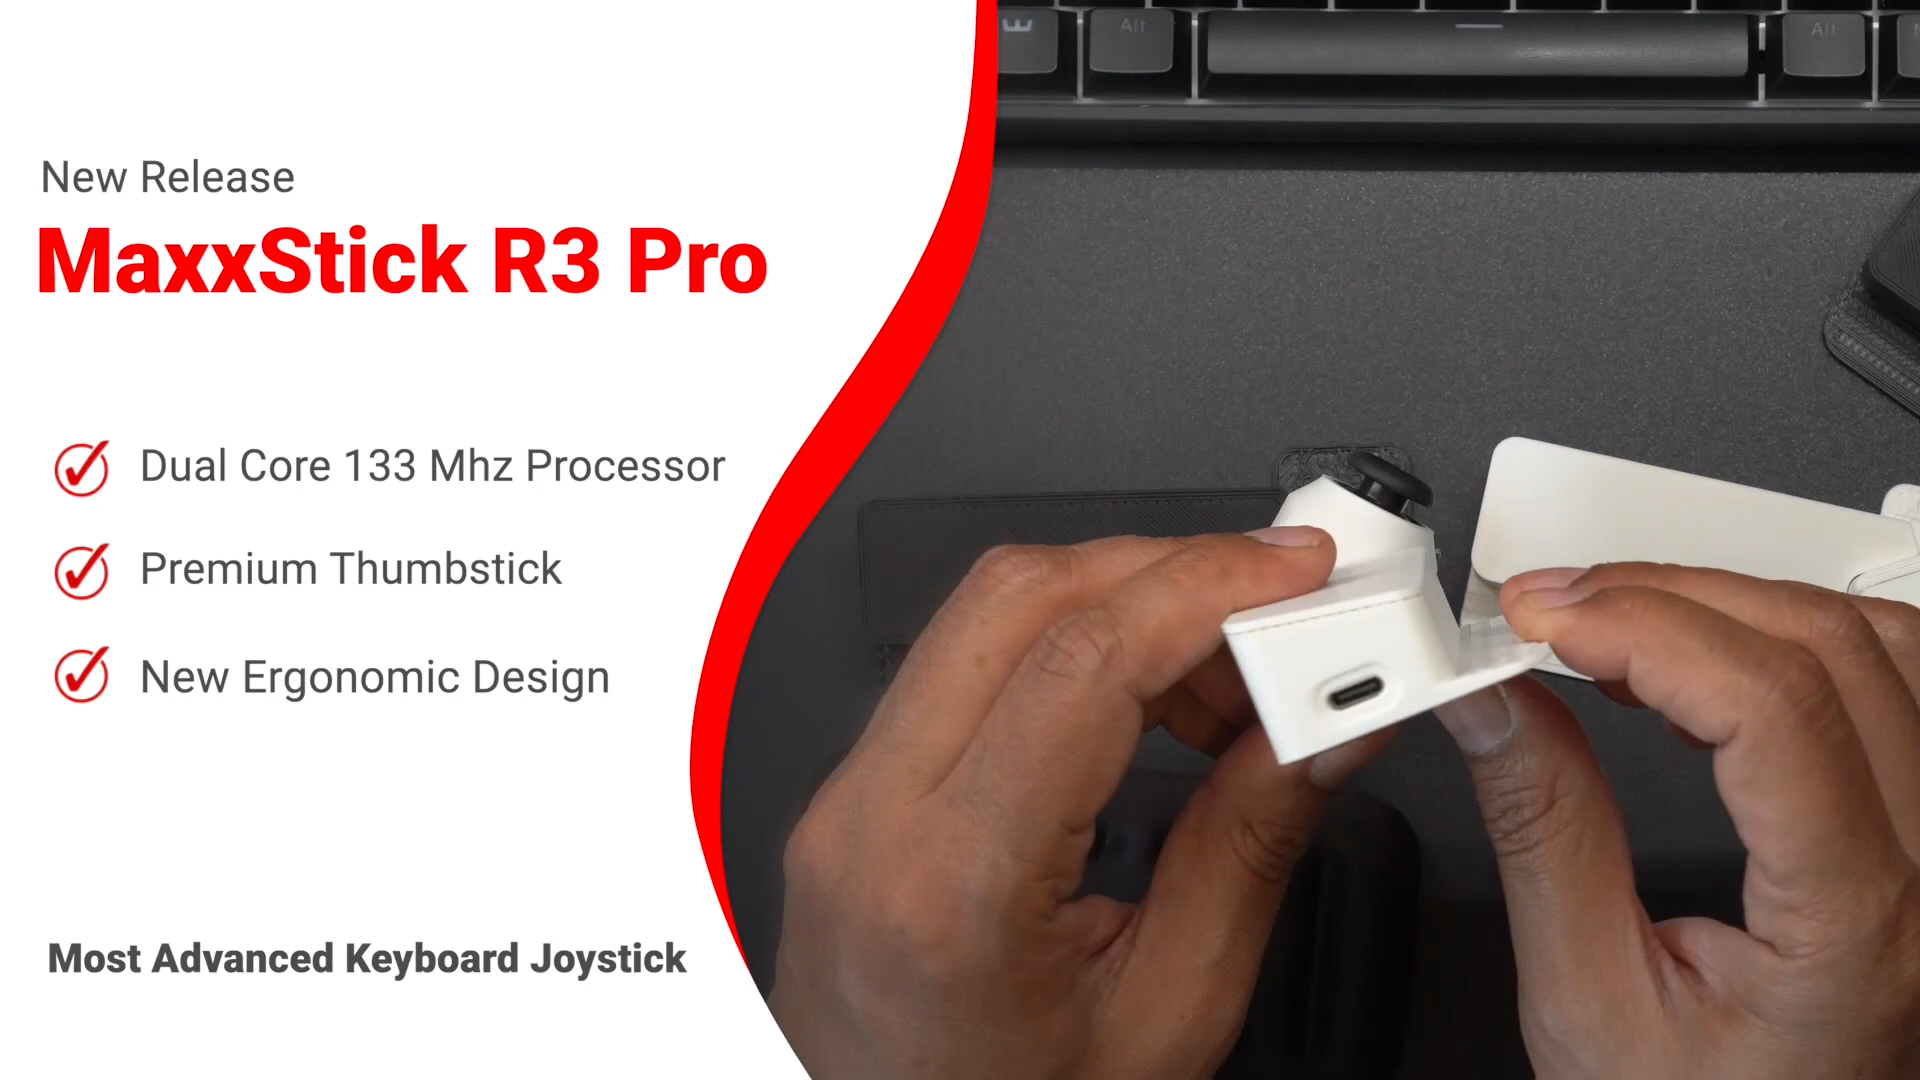 New Release
MaxxStick R3 Pro
Dual Core 133 Mhz Processor
Premium Thumbstick
New Ergonomic Design
Most Advanced Keyboard Joystick
Alt
Alt